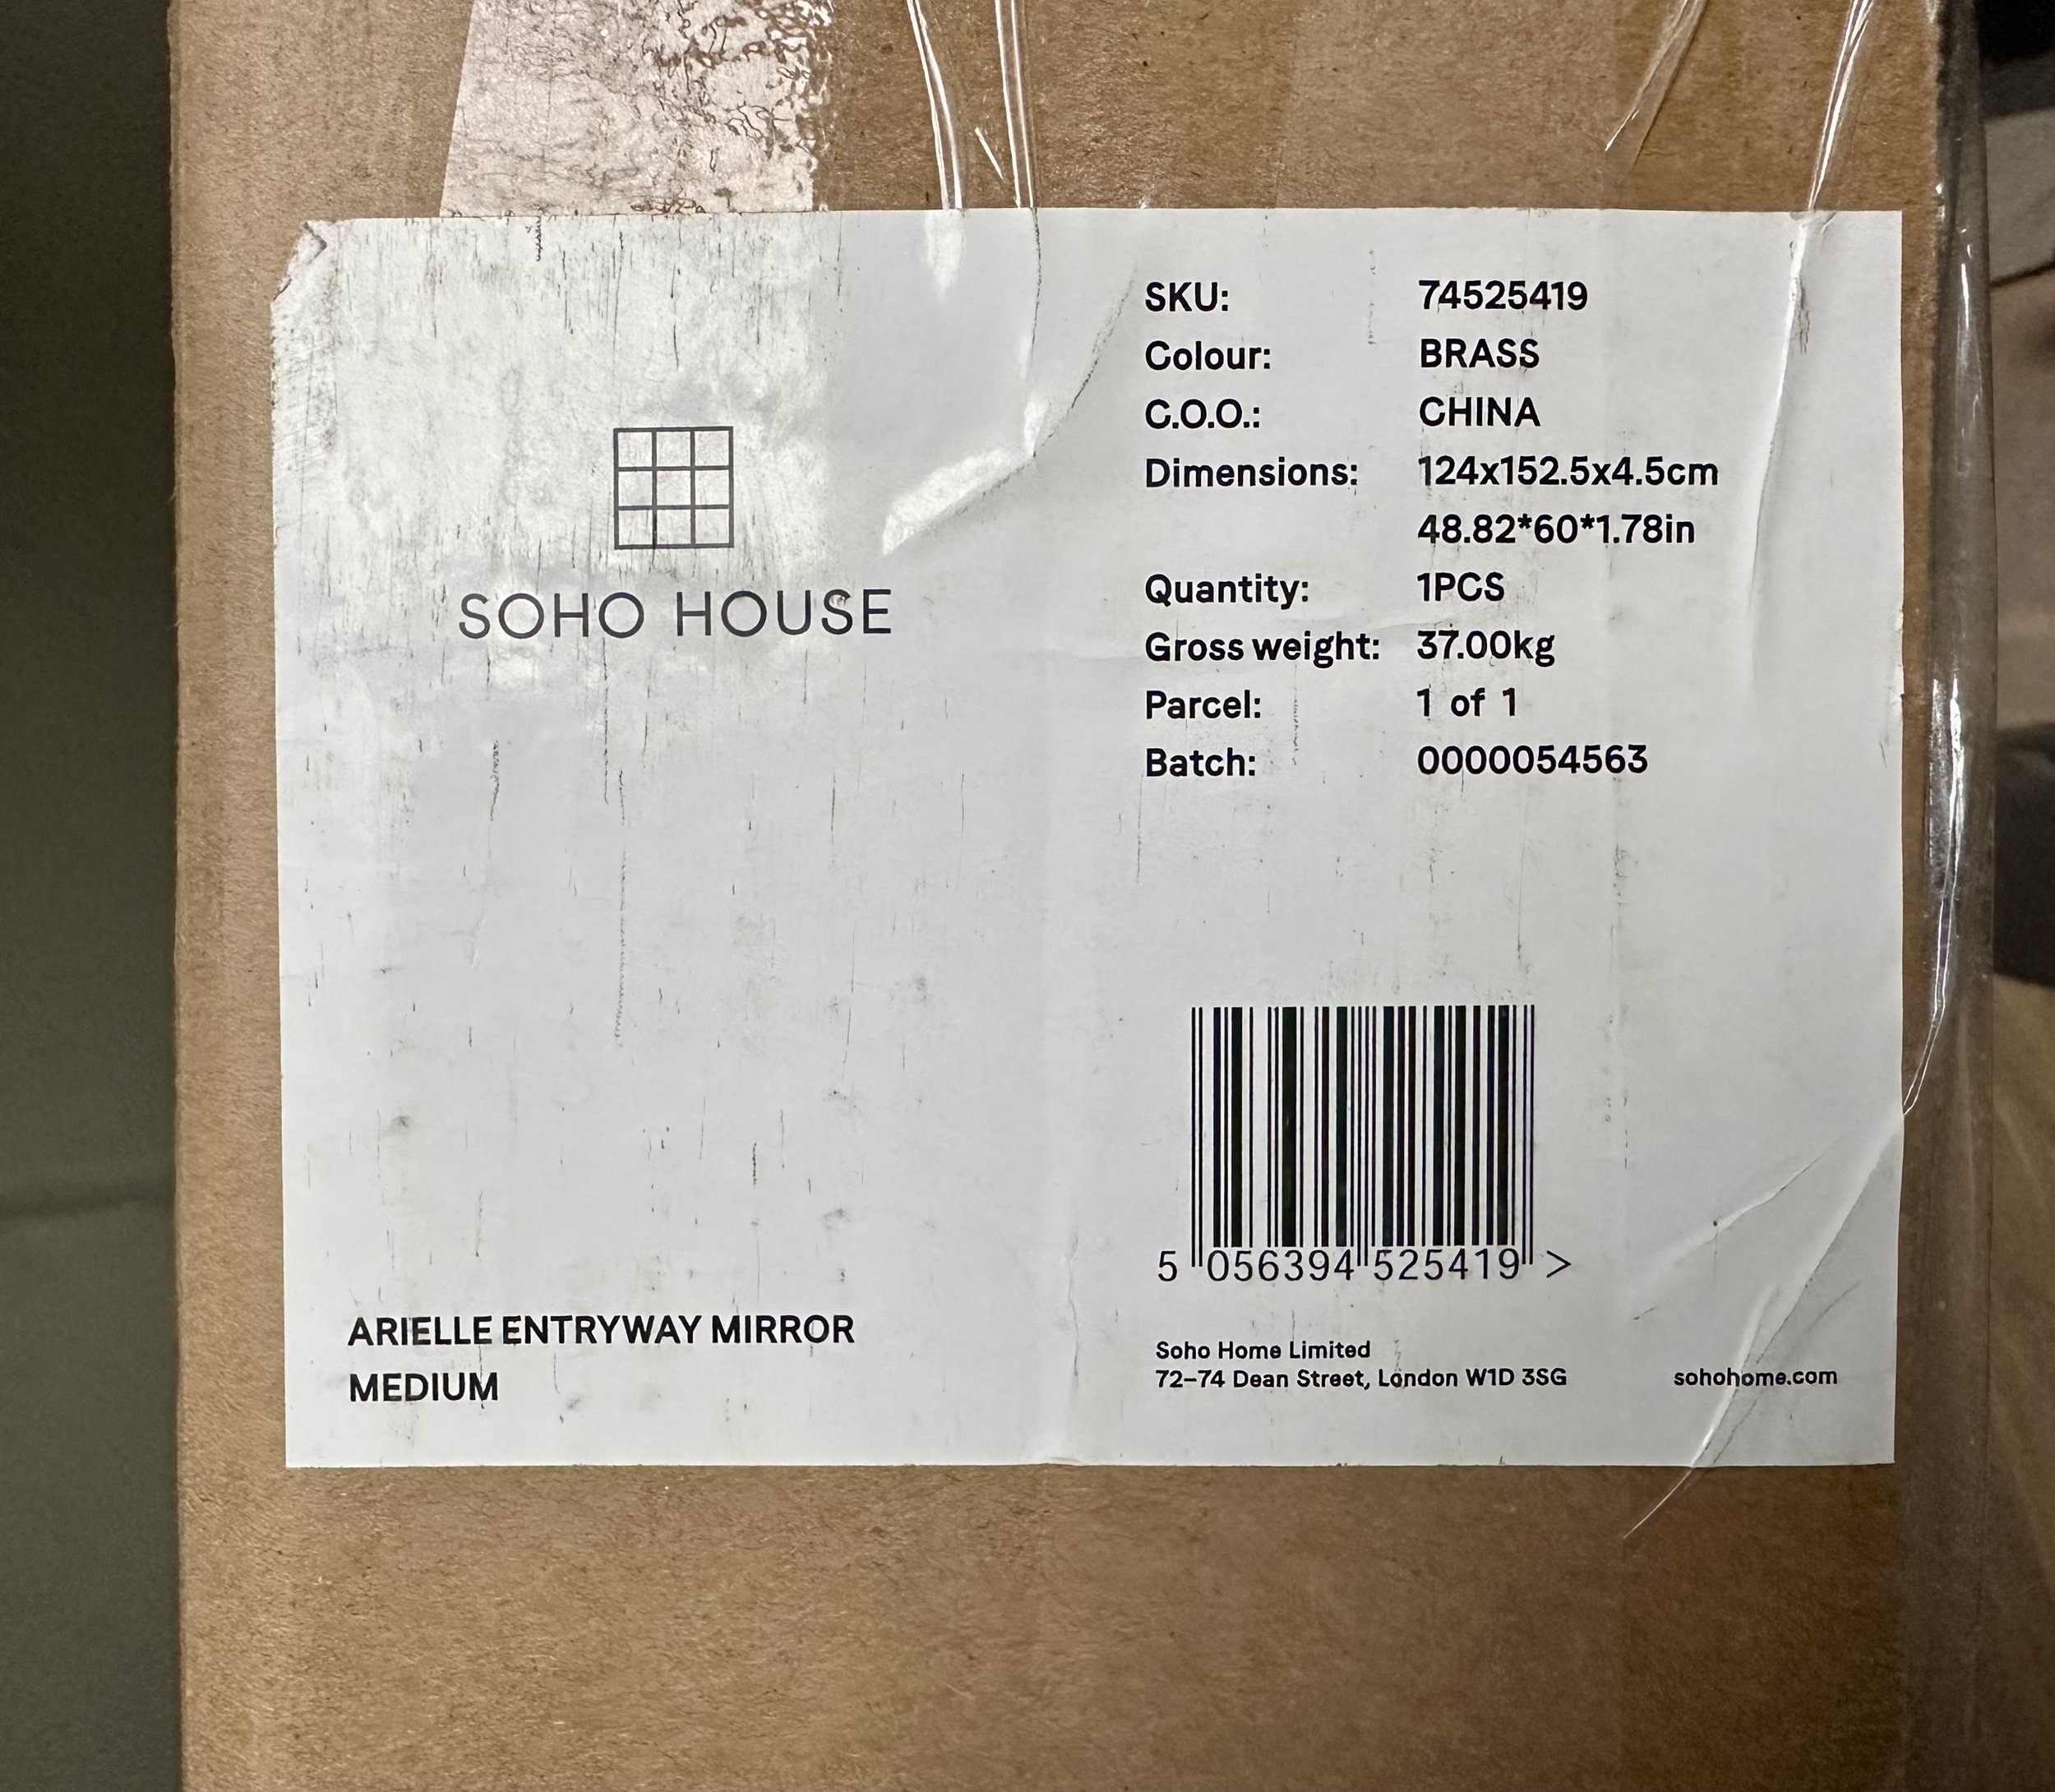 SOHO HOUSE
SKU: 74525419
Colour: BRASS
C.O.O.: CHINA
Dimensions: 124x152.5x4.5cm
48.82*60*1.78in
Quantity: 1PCS
Gross weight: 37.00kg
Parcel: 1 of 1
Batch: 0000054563
5 056394 525419 >
ARIELLE ENTRYWAY MIRROR
MEDIUM
Soho Home Limited
72–74 Dean Street, London W1D 3SG
sohohome.com